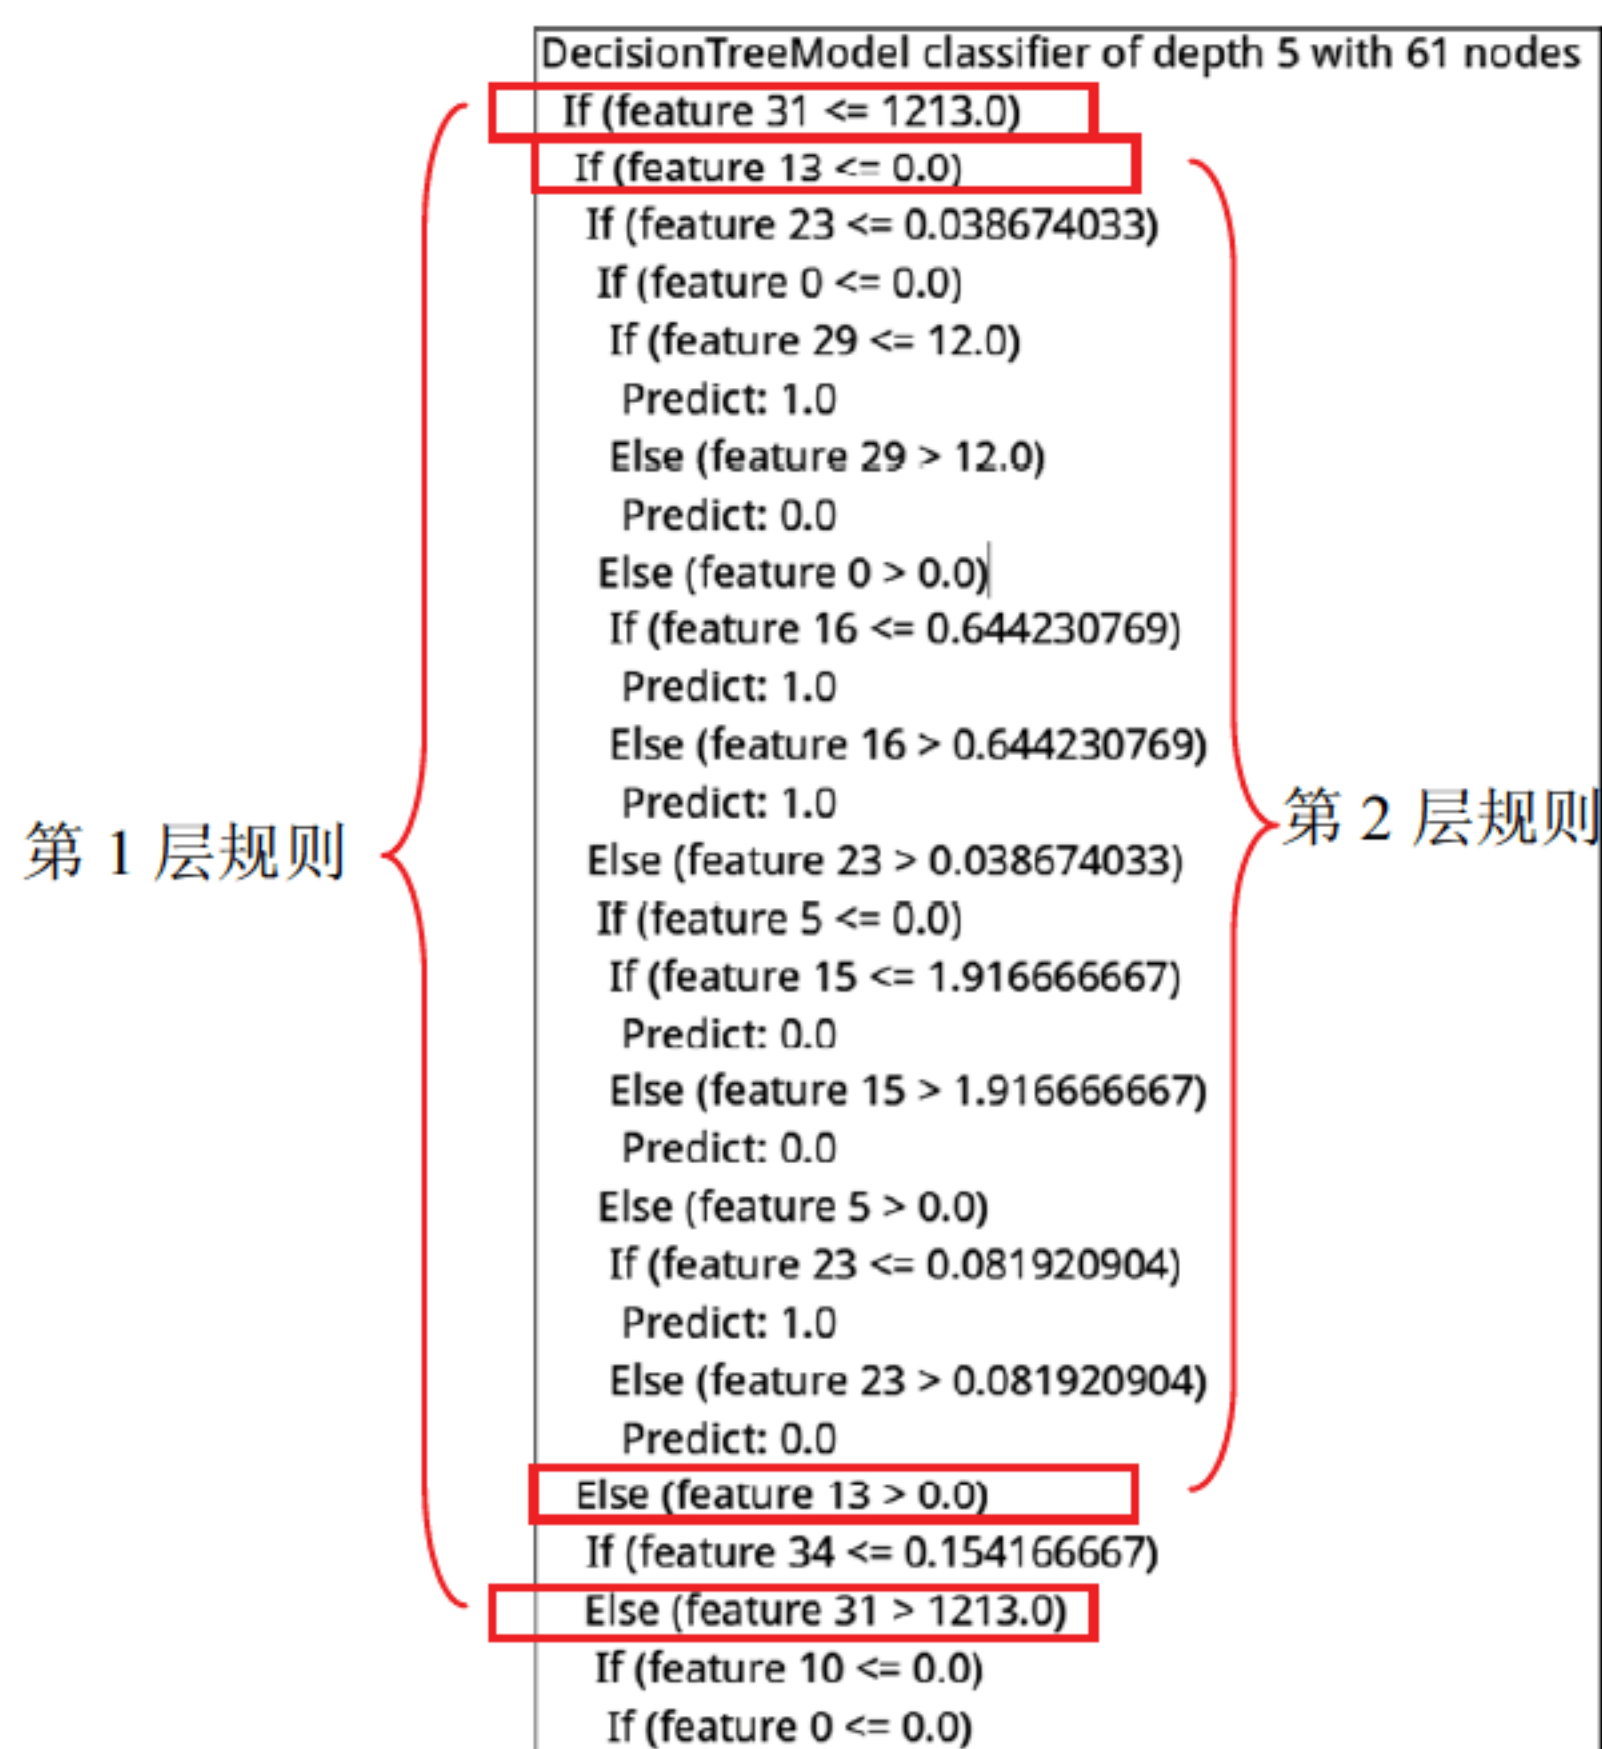 DecisionTreeModel classifier of depth 5 with 61 nodes
If (feature 31 <= 1213.0)
If (feature 13 <= 0.0)
If (feature 23 <= 0.038674033)
If (feature 0 <= 0.0)
If (feature 29 <= 12.0)
Predict: 1.0
Else (feature 29 > 12.0)
Predict: 0.0
Else (feature 0 > 0.0)
If (feature 16 <= 0.644230769)
Predict: 1.0
Else (feature 16 > 0.644230769)
Predict: 1.0
第 1 层规则
第 2 层规则
Else (feature 23 > 0.038674033)
If (feature 5 <= 0.0)
If (feature 15 <= 1.916666667)
Predict: 0.0
Else (feature 15 > 1.916666667)
Predict: 0.0
Else (feature 5 > 0.0)
If (feature 23 <= 0.081920904)
Predict: 1.0
Else (feature 23 > 0.081920904)
Predict: 0.0
Else (feature 13 > 0.0)
If (feature 34 <= 0.154166667)
Else (feature 31 > 1213.0)
If (feature 10 <= 0.0)
If (feature 0 <= 0.0)